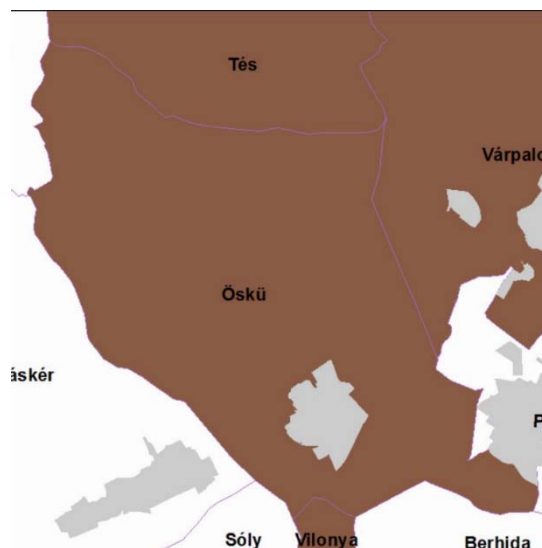 Tés
Várpalo
Öskü
áskér
P
Sóly
Vilonya
Berhida